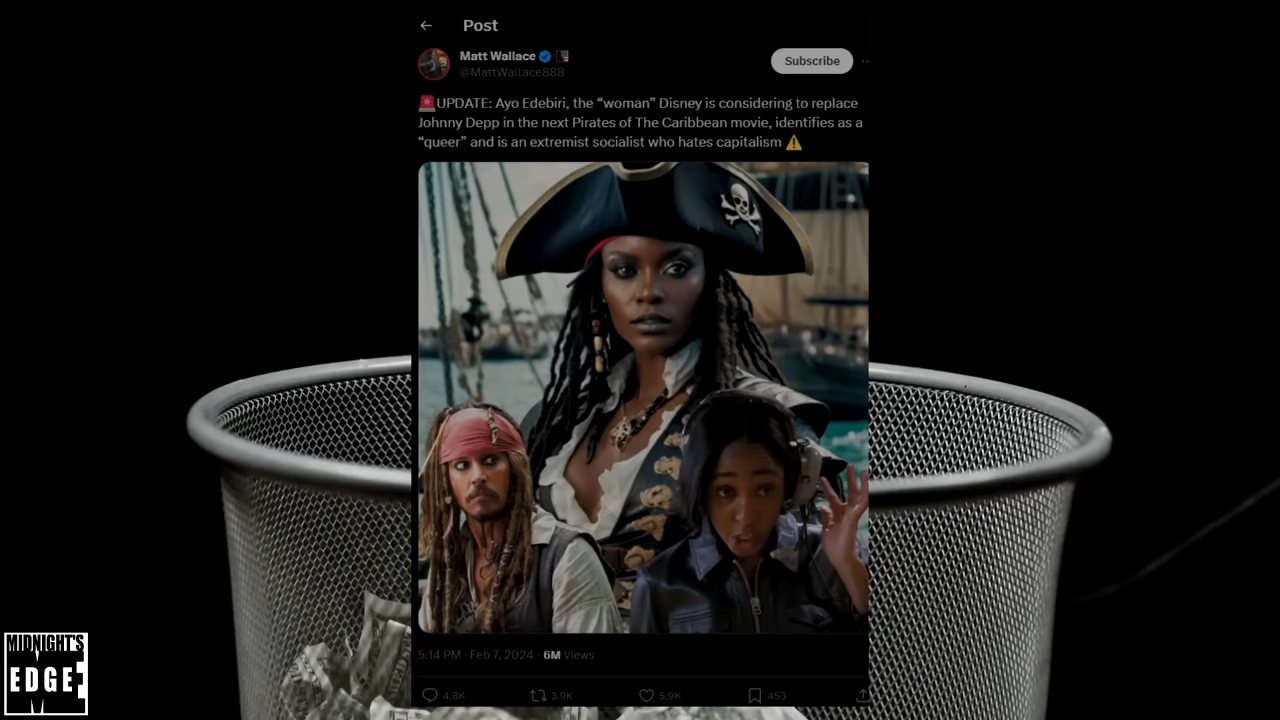 Post
Matt Wallace
@MattWallace888
Subscribe
🚨UPDATE: Ayo Edebiri, the “woman” Disney is considering to replace
Johnny Depp in the next Pirates of The Caribbean movie, identifies as a
“queer” and is an extremist socialist who hates capitalism ⚠️
5:14 PM · Feb 7, 2024 · 6M Views
4.8K 3.9K 5.9K 453
MIDNIGHT'S
EDGE
ME